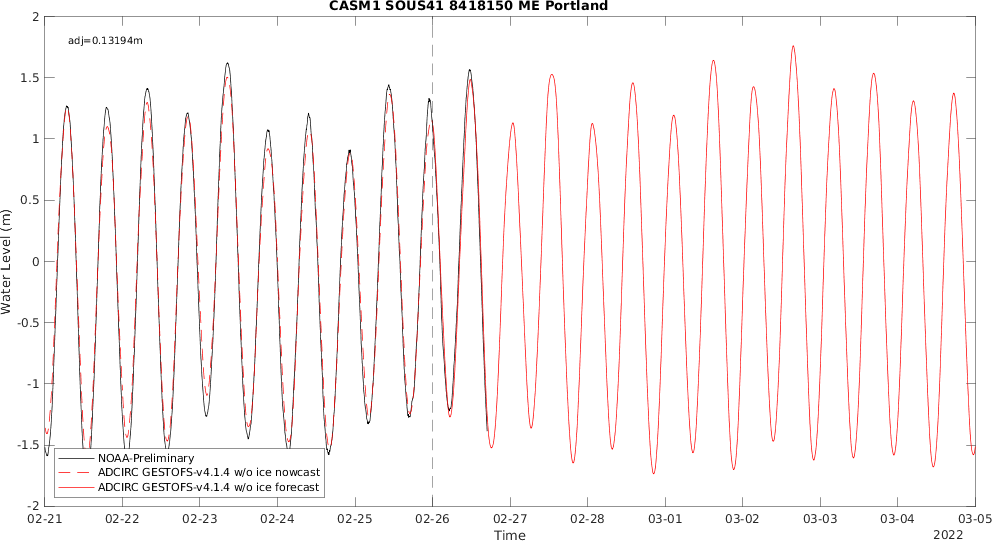 CASM1 SOUS41 8418150 ME Portland
adj=0.13194m
2
1.5
1
0.5
0
-0.5
-1
-1.5
-2
Water Level (m)
NOAA-Preliminary
ADCIRC GESTOFS-v4.1.4 w/o ice nowcast
ADCIRC GESTOFS-v4.1.4 w/o ice forecast
02-21 02-22 02-23 02-24 02-25 02-26 02-27 02-28 03-01 03-02 03-03 03-04 03-05
Time
2022